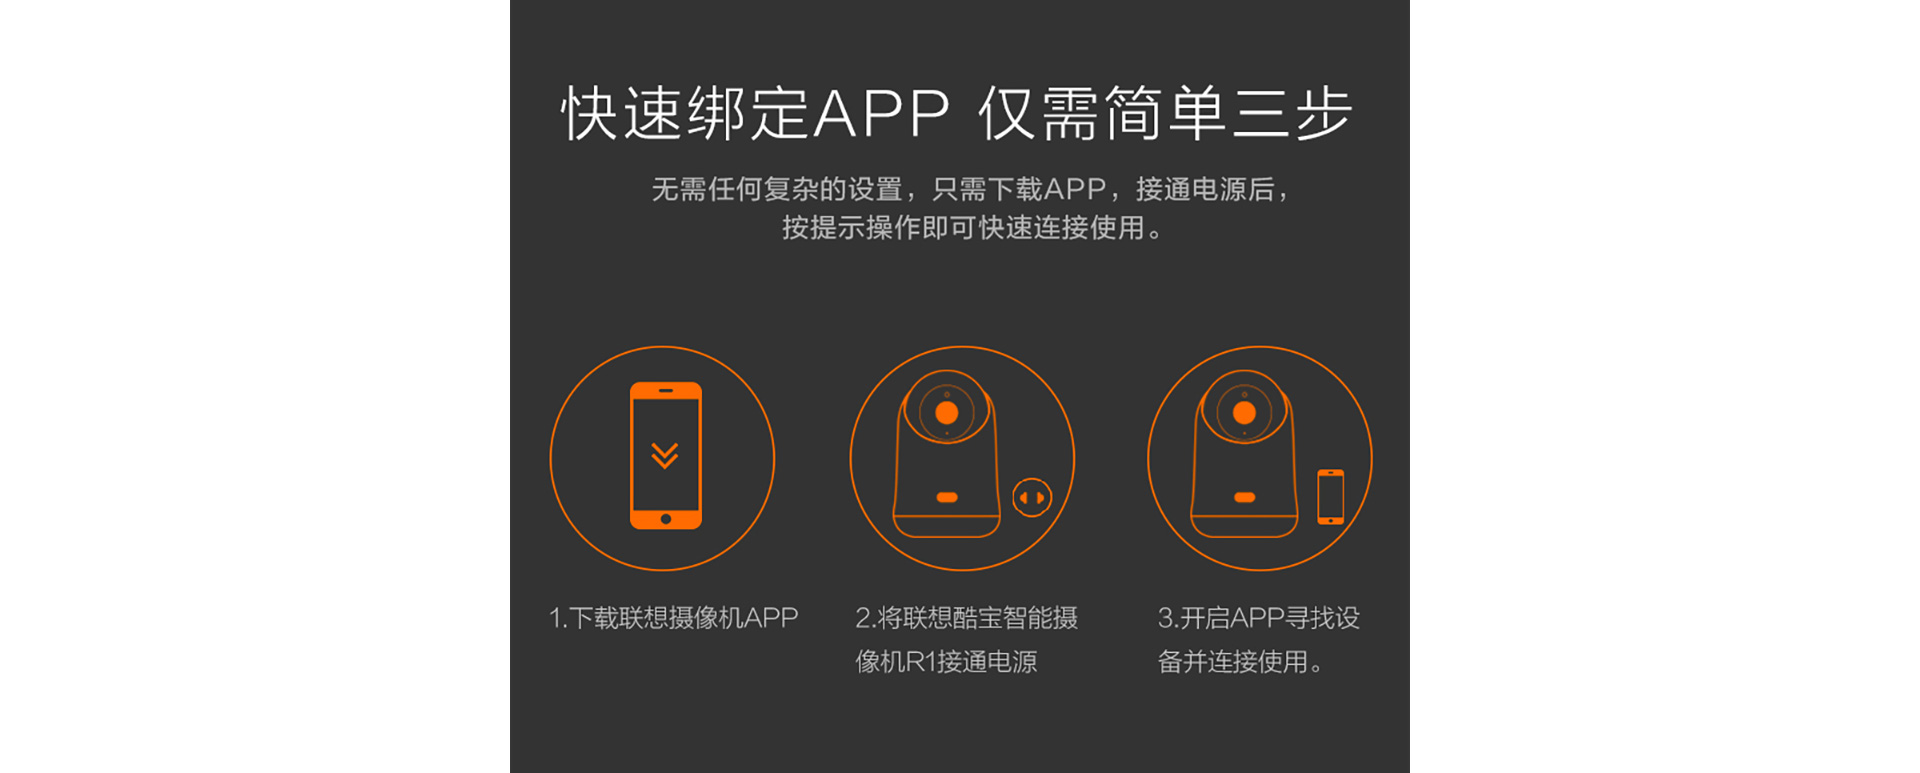 快速绑定APP 仅需简单三步
无需任何复杂的设置，只需下载APP，接通电源后，
按提示操作即可快速连接使用。
1.下载联想摄像机APP
2.将联想酷宝智能摄
像机R1接通电源
3.开启APP寻找设
备并连接使用。